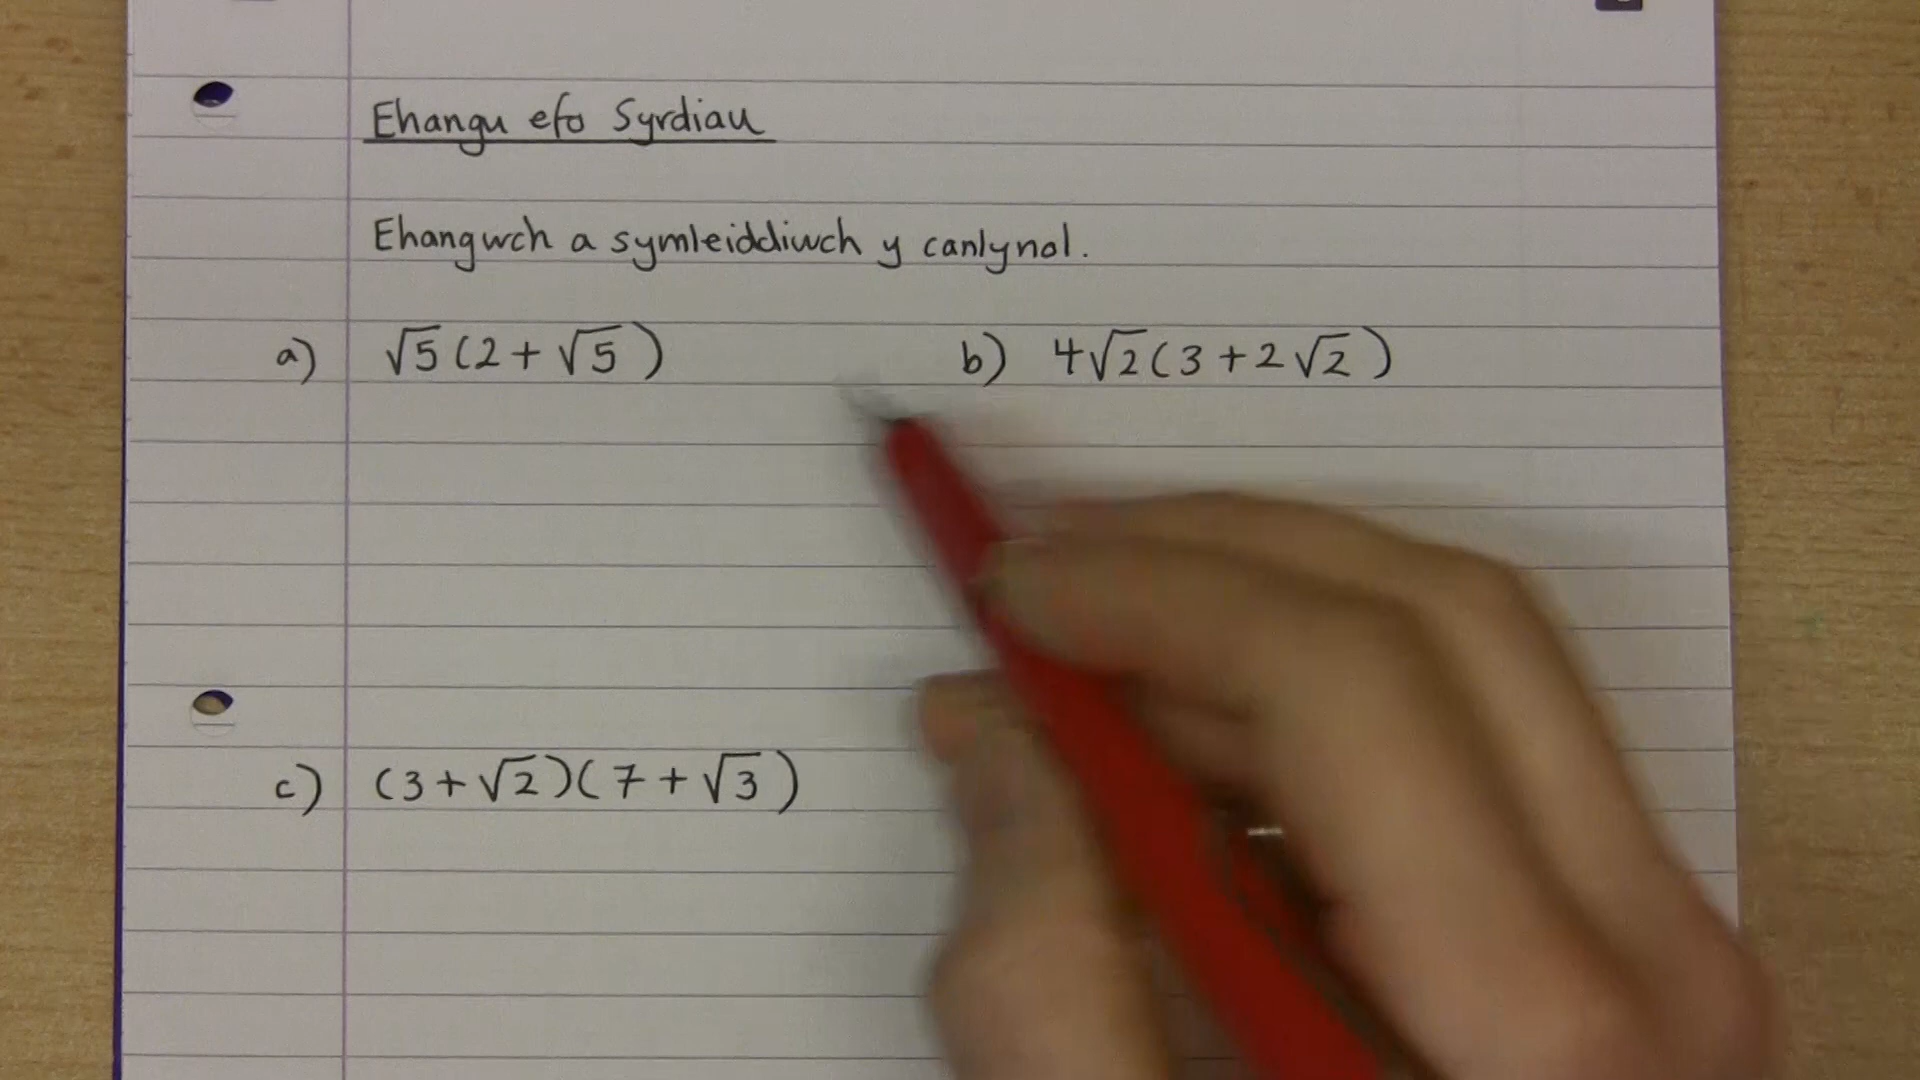 Ehangu efo Syrdiau
Ehangwch a symleiddiwch y canlynol.
a) √5(2+√5) b) 4√2(3+2√2)
c) (3+√2)(7+√3)